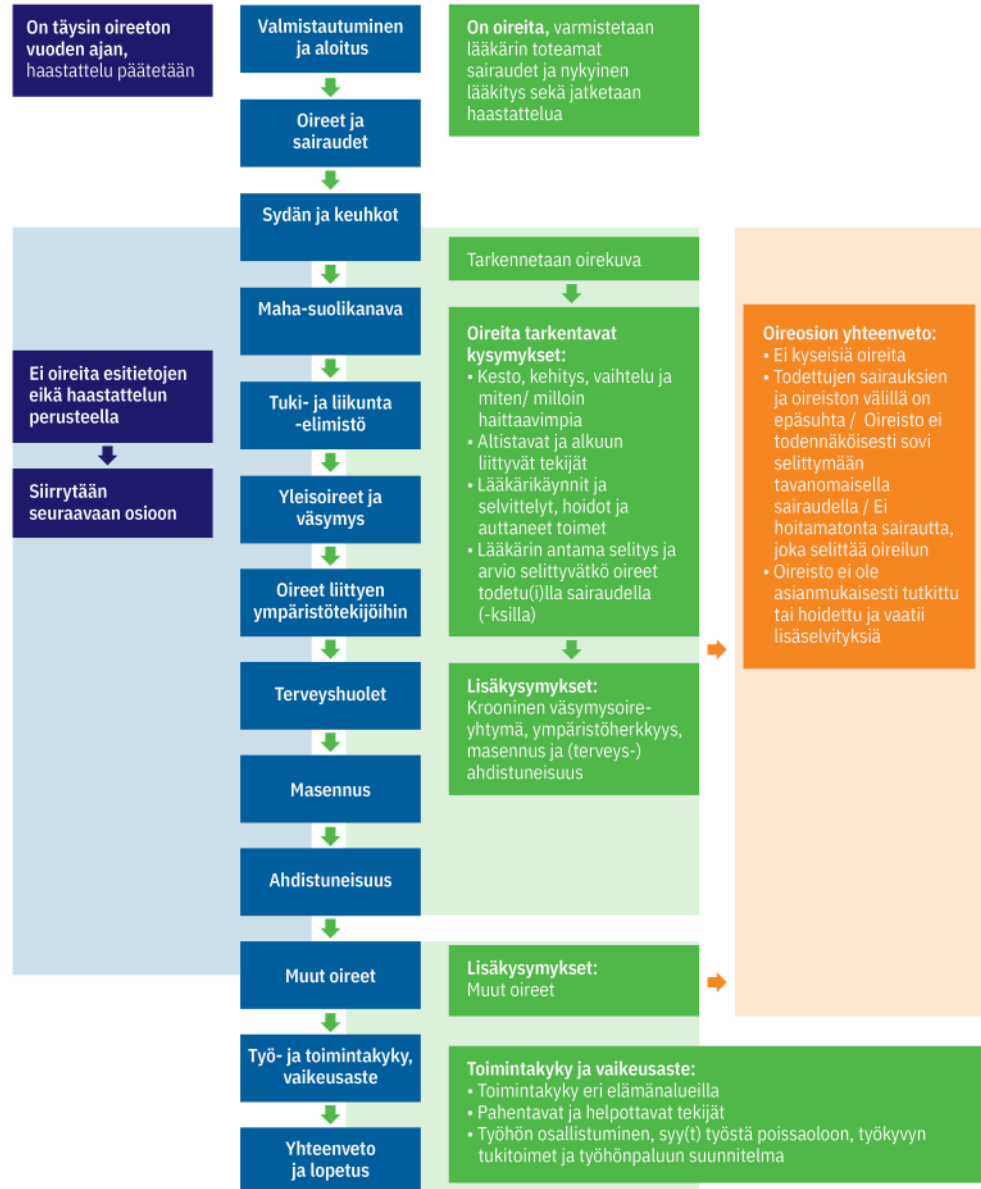 On täysin oireeton
vuoden ajan,
haastattelu päätetään
Valmistautuminen
ja aloitus
On oireita, varmistetaan
lääkärin toteamat
sairaudet ja nykyinen
lääkitys sekä jatketaan
haastattelua
Oireet ja
sairaudet
Sydän ja keuhkot
Maha-suolikanava
Tuki- ja liikunta
-elimistö
Yleisoireet ja
väsymys
Oireet liittyen
ympäristötekijöihin
Terveyshuolet
Masennus
Ahdistuneisuus
Muut oireet
Työ- ja toimintakyky,
vaikeusaste
Yhteenveto
ja lopetus
Ei oireita esitietojen
eikä haastattelun
perusteella
Siirrytään
seuraavaan osioon
Tarkennetaan oirekuva
Oireita tarkentavat
kysymykset:
• Kesto, kehitys, vaihtelu ja
miten/ milloin
haittaavimpia
• Altistavat ja alkuun
liittyvät tekijät
• Lääkärikäynnit ja
selvittelyt, hoidot ja
auttaneet toimet
• Lääkärin antama selitys ja
arvio selittyvätkö oireet
todetu(i)lla sairaudella
(-ksilla)
Lisäkysymykset:
Krooninen väsymysoire-
yhtymä, ympäristöherkkyys,
masennus ja (terveys-)
ahdistuneisuus
Oireosion yhteenveto:
• Ei kyseisiä oireita
• Todettujen sairauksien
ja oireiston välillä on
epäsuhta / Oireisto ei
todennäköisesti sovi
selittymään
tavanomaisella
sairaudella / Ei
hoitamatonta sairautta,
joka selittää oireilun
• Oireisto ei ole
asianmukaisesti tutkittu
tai hoidettu ja vaatii
lisäselvityksiä
Lisäkysymykset:
Muut oireet
Toimintakyky ja vaikeusaste:
• Toimintakyky eri elämänalueilla
• Pahentavat ja helpottavat tekijät
• Työhön osallistuminen, syy(t) työstä poissaoloon, työkyvyn
tukitoimet ja työhönpaluun suunnitelma